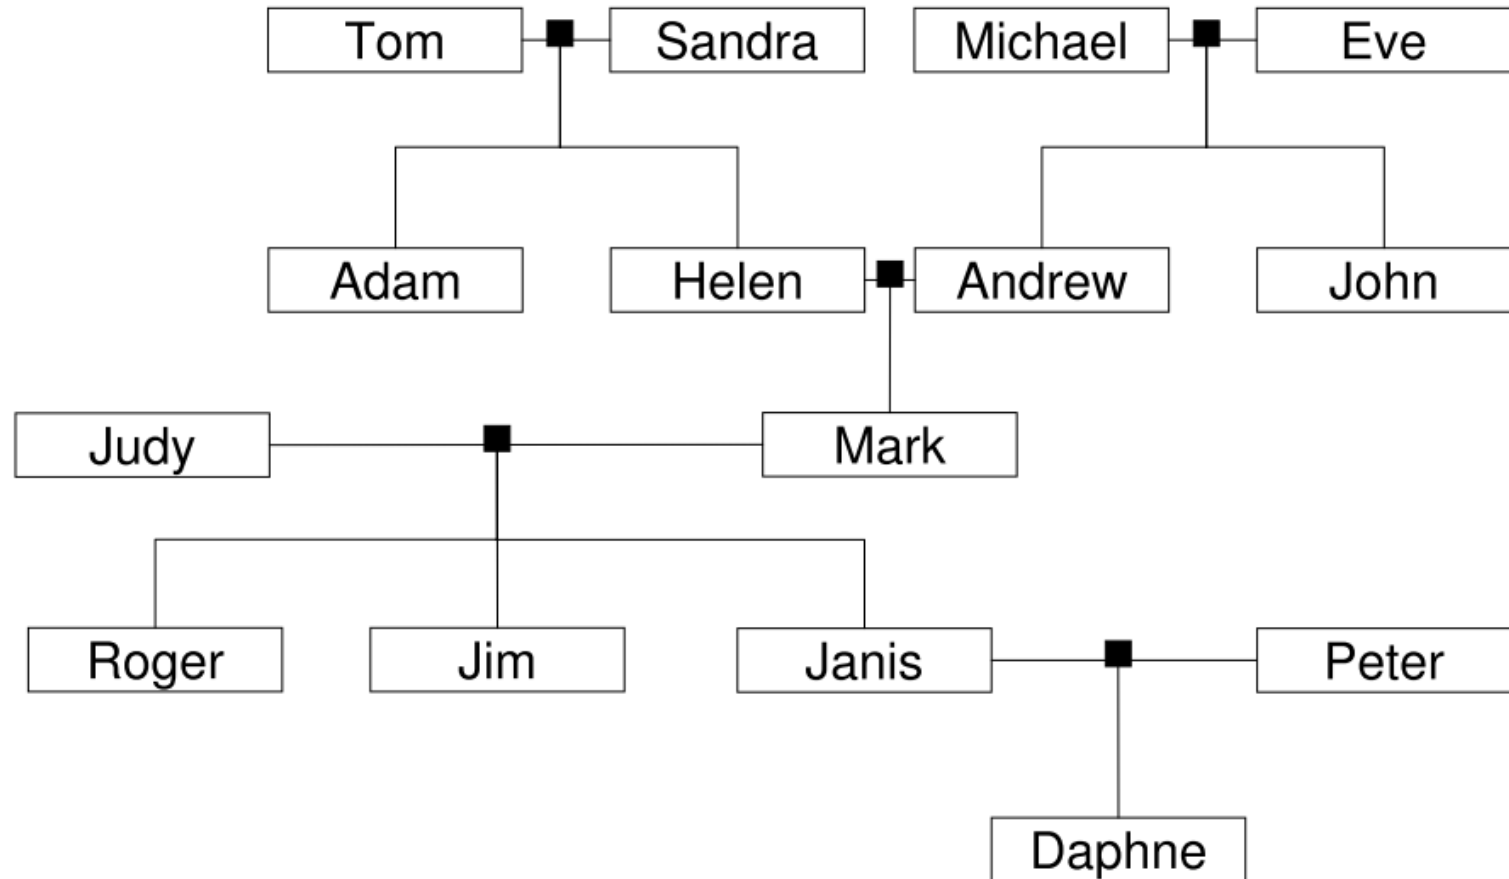 Tom
Sandra
Michael
Eve
Adam
Helen
Andrew
John
Judy
Mark
Roger
Jim
Janis
Peter
Daphne